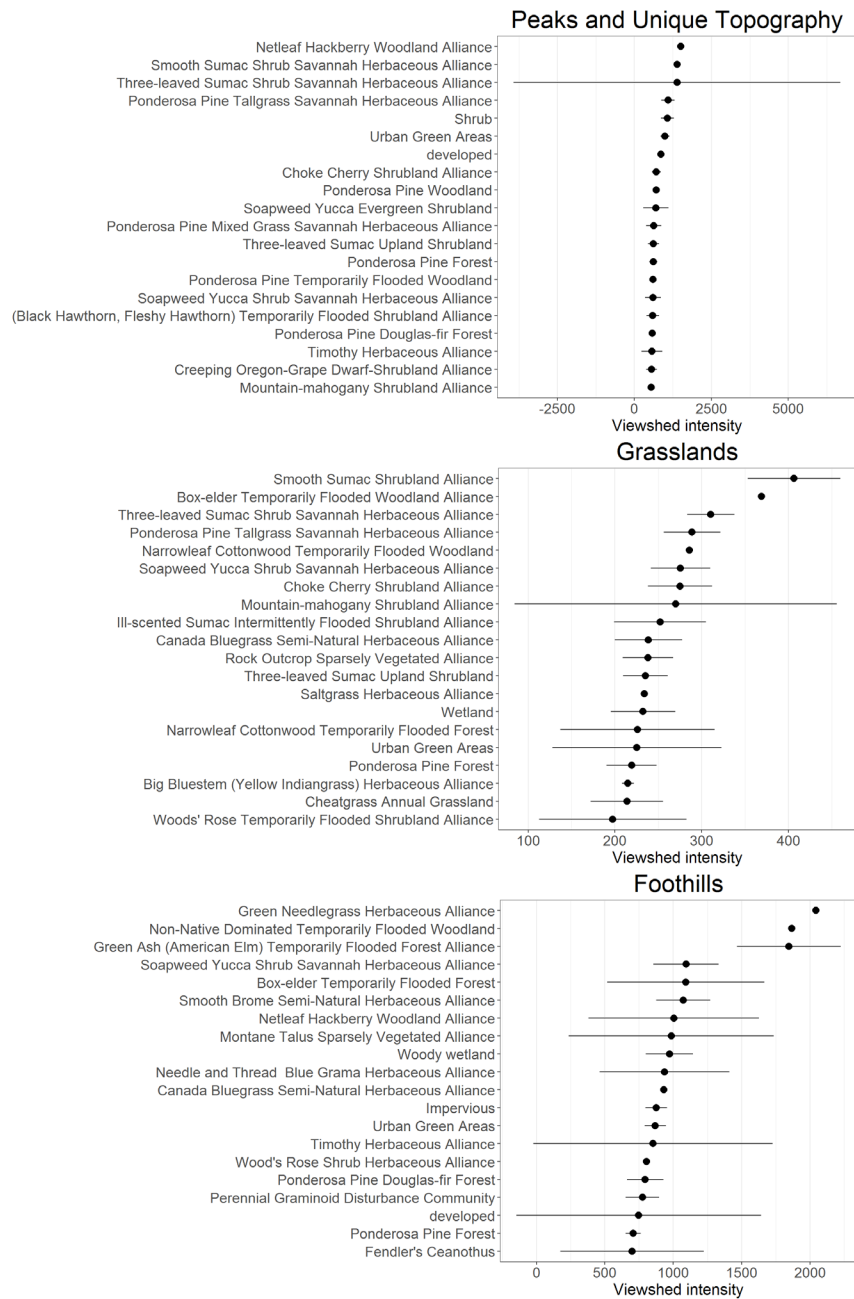 Peaks and Unique Topography
Netleaf Hackberry Woodland Alliance
Smooth Sumac Shrub Savannah Herbaceous Alliance
Three-leaved Sumac Shrub Savannah Herbaceous Alliance
Ponderosa Pine Tallgrass Savannah Herbaceous Alliance
Shrub
Urban Green Areas
developed
Choke Cherry Shrubland Alliance
Ponderosa Pine Woodland
Soapweed Yucca Evergreen Shrubland
Ponderosa Pine Mixed Grass Savannah Herbaceous Alliance
Three-leaved Sumac Upland Shrubland
Ponderosa Pine Forest
Ponderosa Pine Temporarily Flooded Woodland
Soapweed Yucca Shrub Savannah Herbaceous Alliance
(Black Hawthorn, Fleshy Hawthorn) Temporarily Flooded Shrubland Alliance
Ponderosa Pine Douglas-fir Forest
Timothy Herbaceous Alliance
Creeping Oregon-Grape Dwarf-Shrubland Alliance
Mountain-mahogany Shrubland Alliance
-2500 0 2500 5000
Viewshed intensity
Grasslands
Smooth Sumac Shrubland Alliance
Box-elder Temporarily Flooded Woodland Alliance
Three-leaved Sumac Shrub Savannah Herbaceous Alliance
Ponderosa Pine Tallgrass Savannah Herbaceous Alliance
Narrowleaf Cottonwood Temporarily Flooded Woodland
Soapweed Yucca Shrub Savannah Herbaceous Alliance
Choke Cherry Shrubland Alliance
Mountain-mahogany Shrubland Alliance
Ill-scented Sumac Intermittently Flooded Shrubland Alliance
Canada Bluegrass Semi-Natural Herbaceous Alliance
Rock Outcrop Sparsely Vegetated Alliance
Three-leaved Sumac Upland Shrubland
Saltgrass Herbaceous Alliance
Wetland
Narrowleaf Cottonwood Temporarily Flooded Forest
Urban Green Areas
Ponderosa Pine Forest
Big Bluestem (Yellow Indiangrass) Herbaceous Alliance
Cheatgrass Annual Grassland
Woods' Rose Temporarily Flooded Shrubland Alliance
100 200 300 400
Viewshed intensity
Foothills
Green Needlegrass Herbaceous Alliance
Non-Native Dominated Temporarily Flooded Woodland
Green Ash (American Elm) Temporarily Flooded Forest Alliance
Soapweed Yucca Shrub Savannah Herbaceous Alliance
Box-elder Temporarily Flooded Forest
Smooth Brome Semi-Natural Herbaceous Alliance
Netleaf Hackberry Woodland Alliance
Montane Talus Sparsely Vegetated Alliance
Woody wetland
Needle and Thread  Blue Grama Herbaceous Alliance
Canada Bluegrass Semi-Natural Herbaceous Alliance
Impervious
Urban Green Areas
Timothy Herbaceous Alliance
Wood's Rose Shrub Herbaceous Alliance
Ponderosa Pine Douglas-fir Forest
Perennial Graminoid Disturbance Community
developed
Ponderosa Pine Forest
Fendler's Ceanothus
0 500 1000 1500 2000
Viewshed intensity